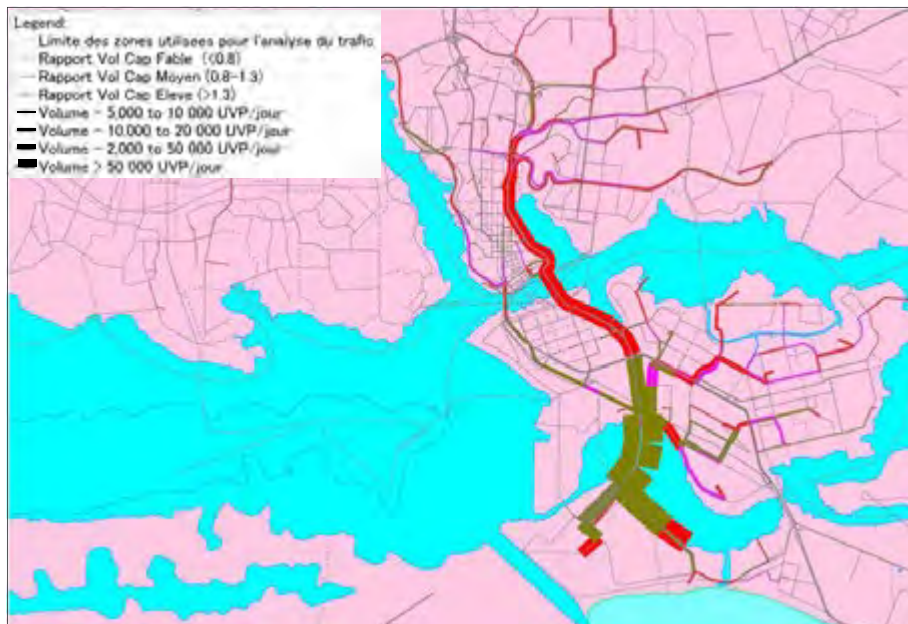 Legend:
Limite des zones utilisees pour l'analyse du trafic
Rapport Vol Cap Fable (<0.8)
Rapport Vol Cap Moyen (0.8-1.3)
Rapport Vol Cap Eleve (>1.3)
Volume - 5,000 to 10 000 UVP/jour
Volume - 10,000 to 20 000 UVP/jour
Volume - 2,000 to 50 000 UVP/jour
Volume > 50 000 UVP/jour